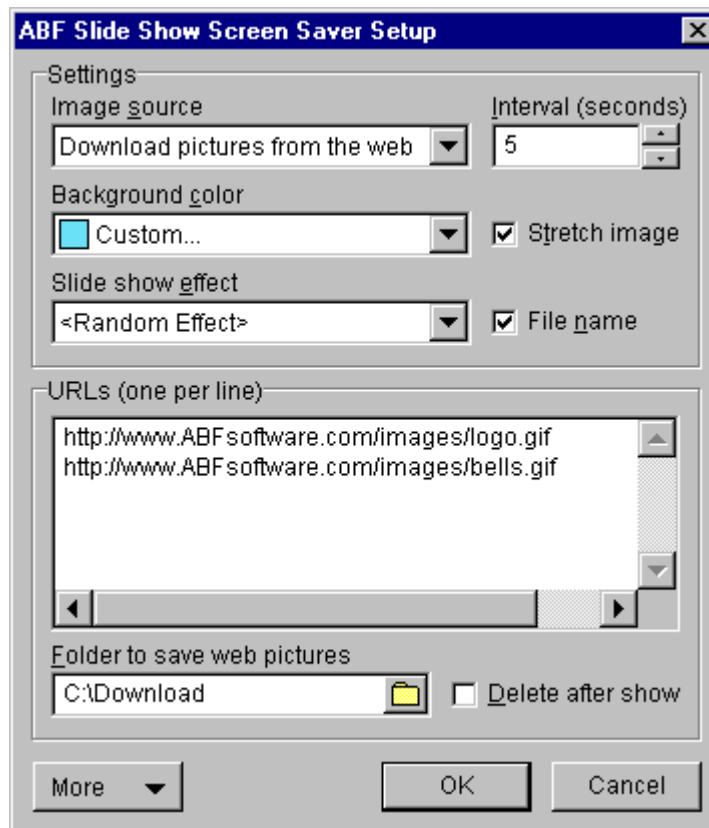 ABF Slide Show Screen Saver Setup
Settings
Image source
Interval (seconds)
Download pictures from the web
5
Background color
Custom...
Stretch image
Slide show effect
<Random Effect>
File name
URLs (one per line)
http://www.ABFsoftware.com/images/logo.gif
http://www.ABFsoftware.com/images/bells.gif
Folder to save web pictures
C:\Download
Delete after show
More
OK
Cancel